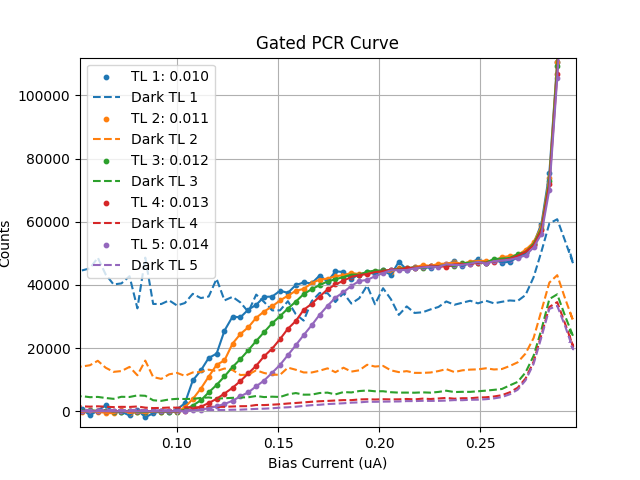 Gated PCR Curve
TL 1: 0.010
Dark TL 1
TL 2: 0.011
Dark TL 2
TL 3: 0.012
Dark TL 3
TL 4: 0.013
Dark TL 4
TL 5: 0.014
Dark TL 5
100000
80000
60000
40000
20000
0
Counts
0.10 0.15 0.20 0.25
Bias Current (uA)